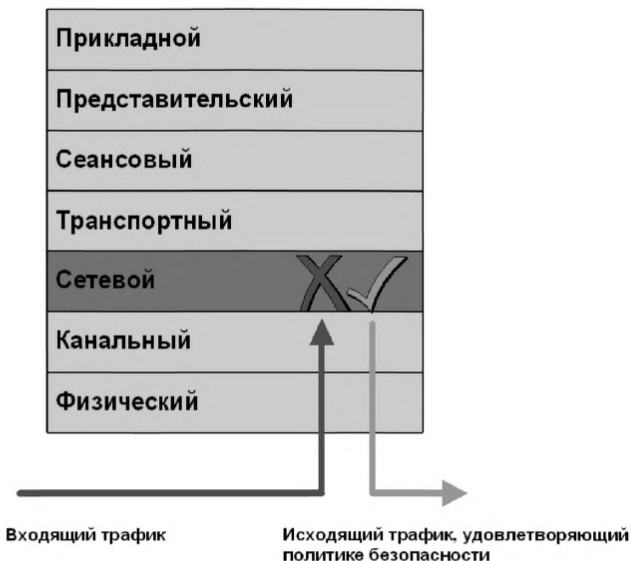 Прикладной
Представительский
Сеансовый
Транспортный
Сетевой
Канальный
Физический
Входящий трафик
Исходящий трафик, удовлетворяющий
политике безопасности